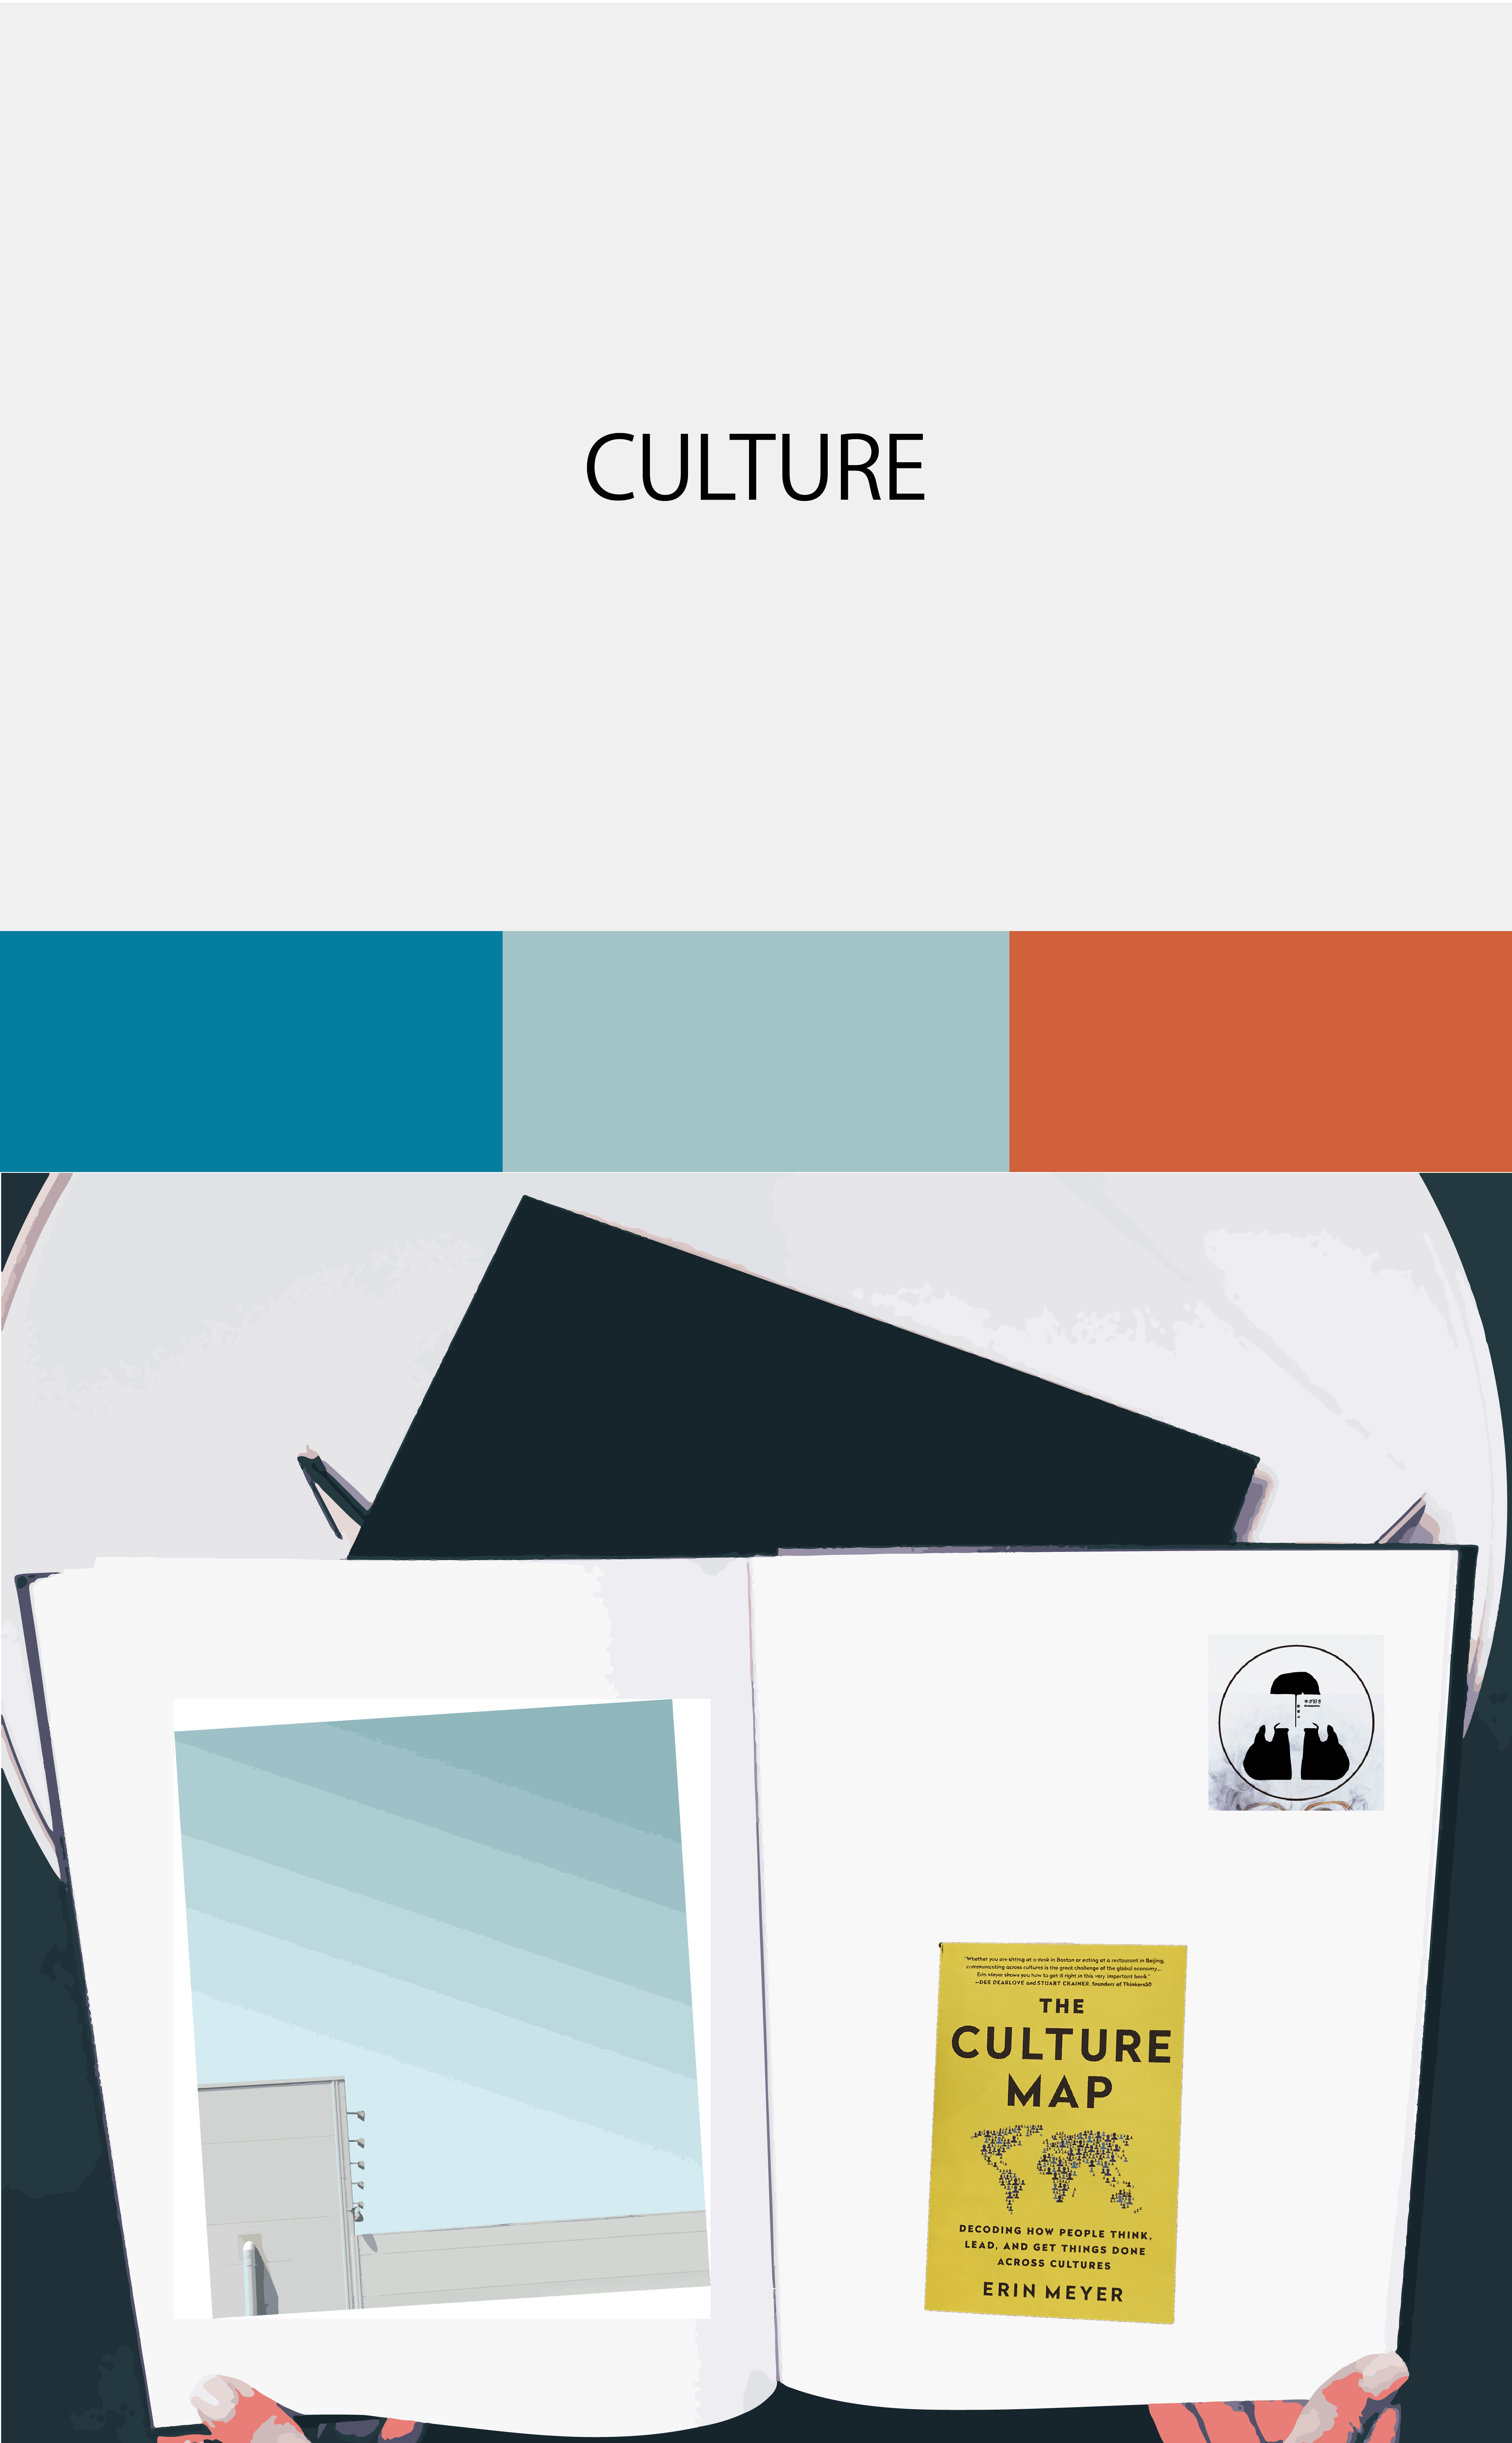 CULTURE
"Whether you are sitting at a desk in Boston or eating at a restaurant in Beijing,
communicating across cultures is the great challenge of the global economy....
Erin Meyer shows you how to get it right in this very important book."
—DES DEARLOVE and STUART CRAINER, founders of Thinkers50
THE
CULTURE
MAP
DECODING HOW PEOPLE THINK,
LEAD, AND GET THINGS DONE
ACROSS CULTURES
ERIN MEYER